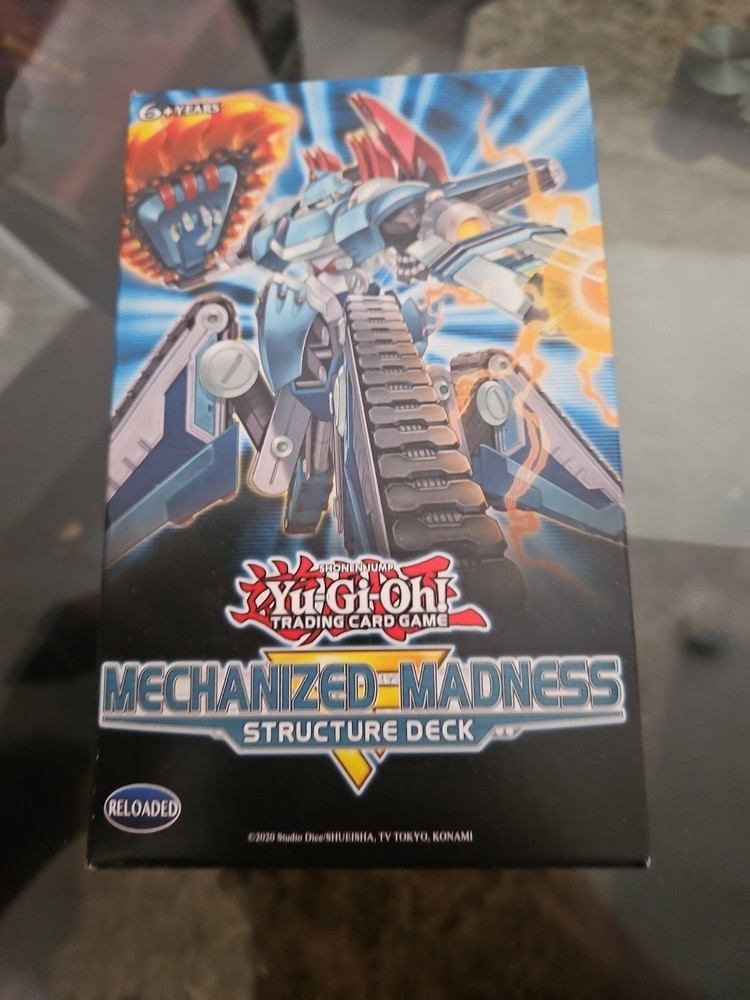 6+YEARS
SHONEN JUMP
Yu-Gi-Oh!
TRADING CARD GAME
MECHANIZED MADNESS
STRUCTURE DECK
RELOADED
©2020 Studio Dice/SHUEISHA, TV TOKYO, KONAMI